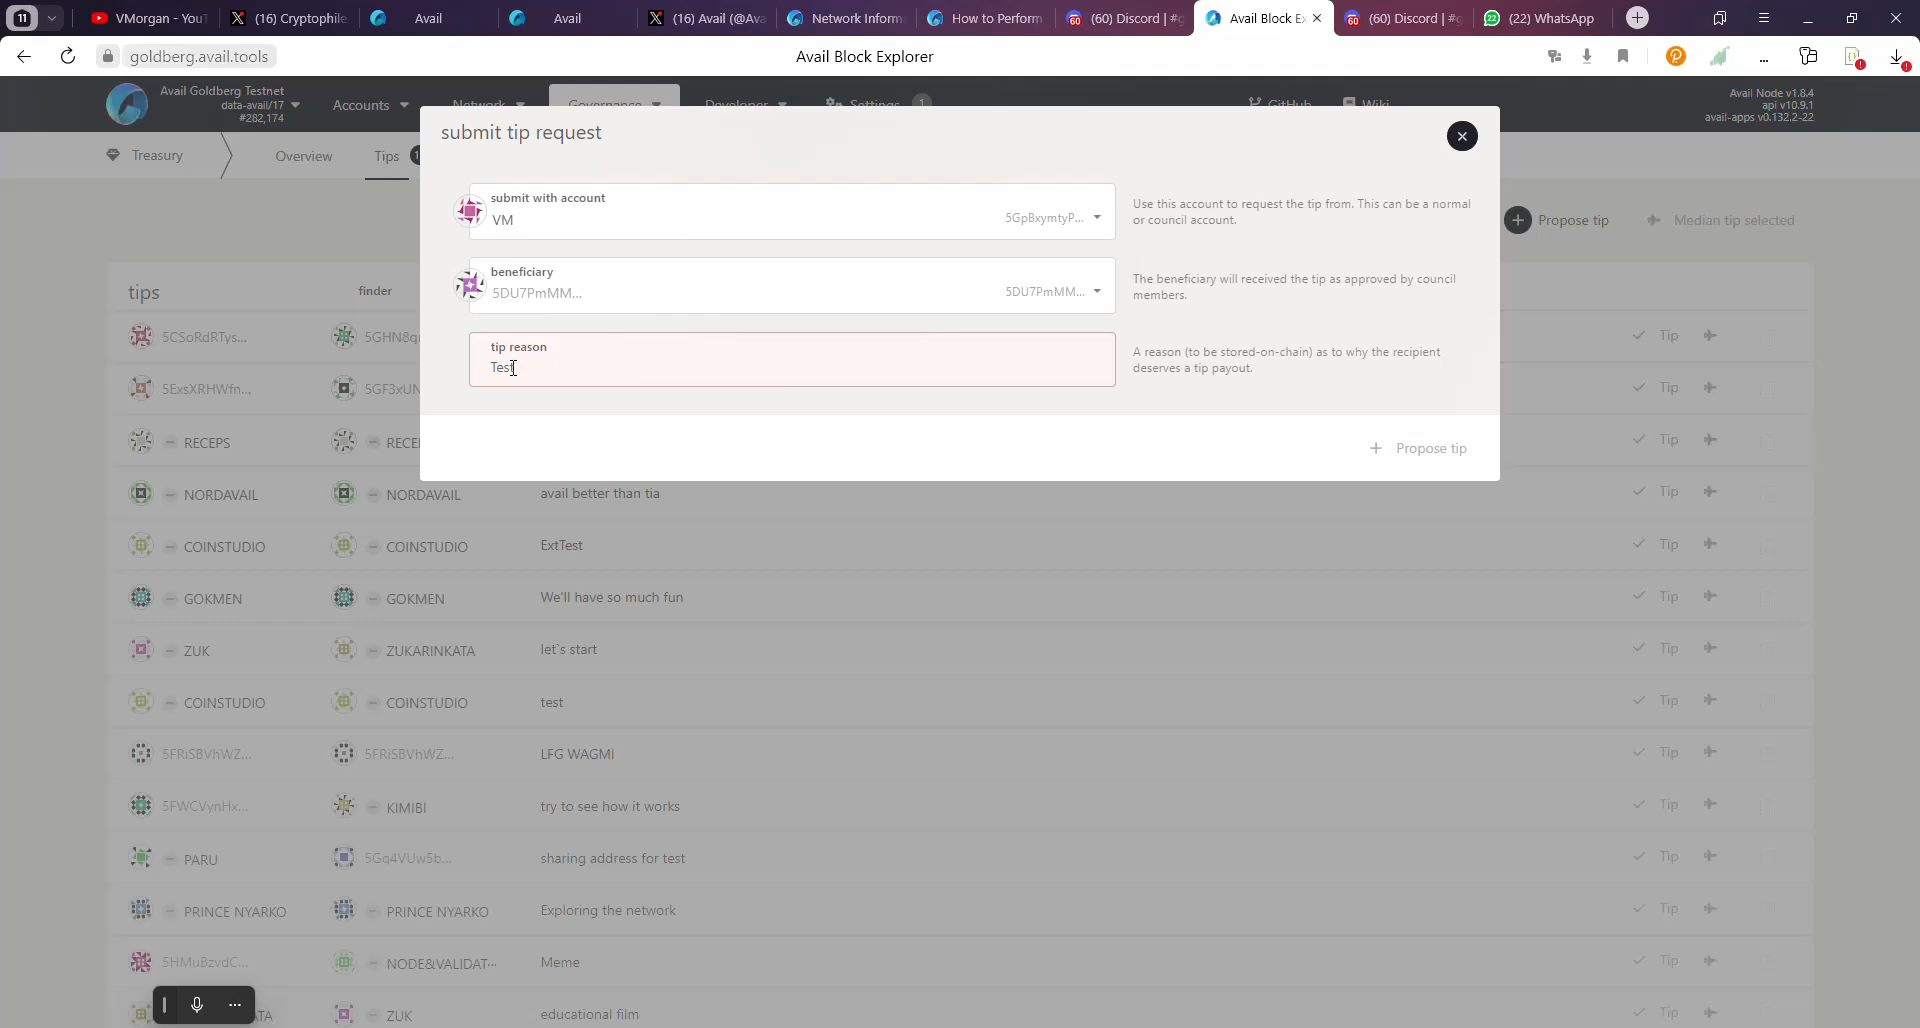 11
VMorgan - YouT
(16) Cryptophile
Avail
Avail
(16) Avail (@Ava
Network Inform
How to Perform
(60) Discord | #g
Avail Block Ex
(60) Discord | #g
(22) WhatsApp
goldberg.avail.tools
Avail Block Explorer
Avail Goldberg Testnet
data-avail/17
#282,174
Accounts
Network
Governance
Developer
Settings
1
GitHub
Wiki
Avail Node v1.8.4
api v10.9.1
avail-apps v0.132.2-22
Treasury
Overview
Tips
submit tip request
submit with account
VM
5GpBxymtyP...
Use this account to request the tip from. This can be a normal
or council account.
beneficiary
5DU7PmMM...
5DU7PmMM...
The beneficiary will received the tip as approved by council
members.
tip reason
Test
A reason (to be stored-on-chain) as to why the recipient
deserves a tip payout.
Propose tip
Propose tip
Median tip selected
tips
finder
5CSoRdRTys...
5GHN8q
Tip
5ExsXRHWfn...
5GF3xUN
Tip
RECEPS
RECE
Tip
NORDAVAIL
NORDAVAIL
avail better than tia
Tip
COINSTUDIO
COINSTUDIO
ExtTest
Tip
GOKMEN
GOKMEN
We'll have so much fun
Tip
ZUK
ZUKARINKATA
let`s start
Tip
COINSTUDIO
COINSTUDIO
test
Tip
5FRiSBVhWZ...
5FRiSBVhWZ...
LFG WAGMI
Tip
5FWCVynHx...
KIMIBI
try to see how it works
Tip
PARU
5Gq4VUw5b...
sharing address for test
Tip
PRINCE NYARKO
PRINCE NYARKO
Exploring the network
Tip
5HMuBzvdC...
NODE&VALIDAT...
Meme
Tip
ATA
ZUK
educational film
Tip